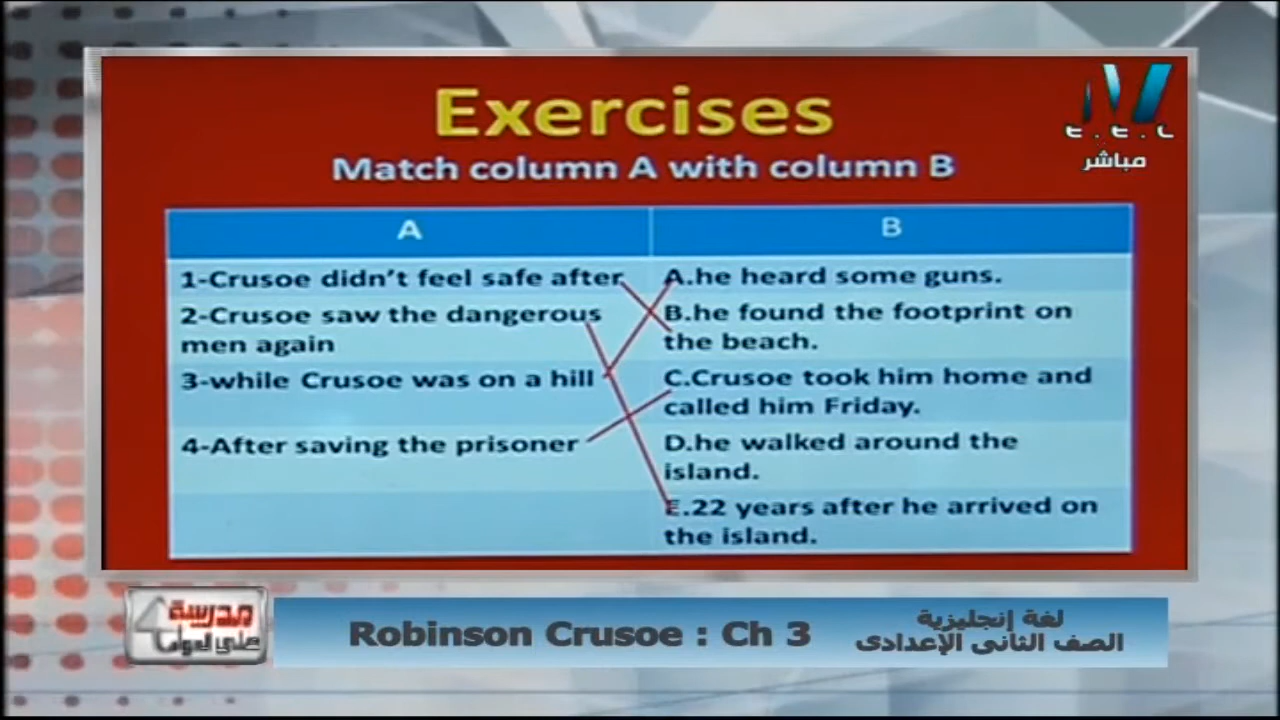 Exercises
Match column A with column B
A
B
1-Crusoe didn't feel safe after
A.he heard some guns.
2-Crusoe saw the dangerous
men again
B.he found the footprint on
the beach.
3-while Crusoe was on a hill
C.Crusoe took him home and
called him Friday.
4-After saving the prisoner
D.he walked around the
island.
E.22 years after he arrived on
the island.
مباشر
مدرسة
على الهواء
Robinson Crusoe : Ch 3
لغة إنجليزية
الصف الثانى الإعدادى